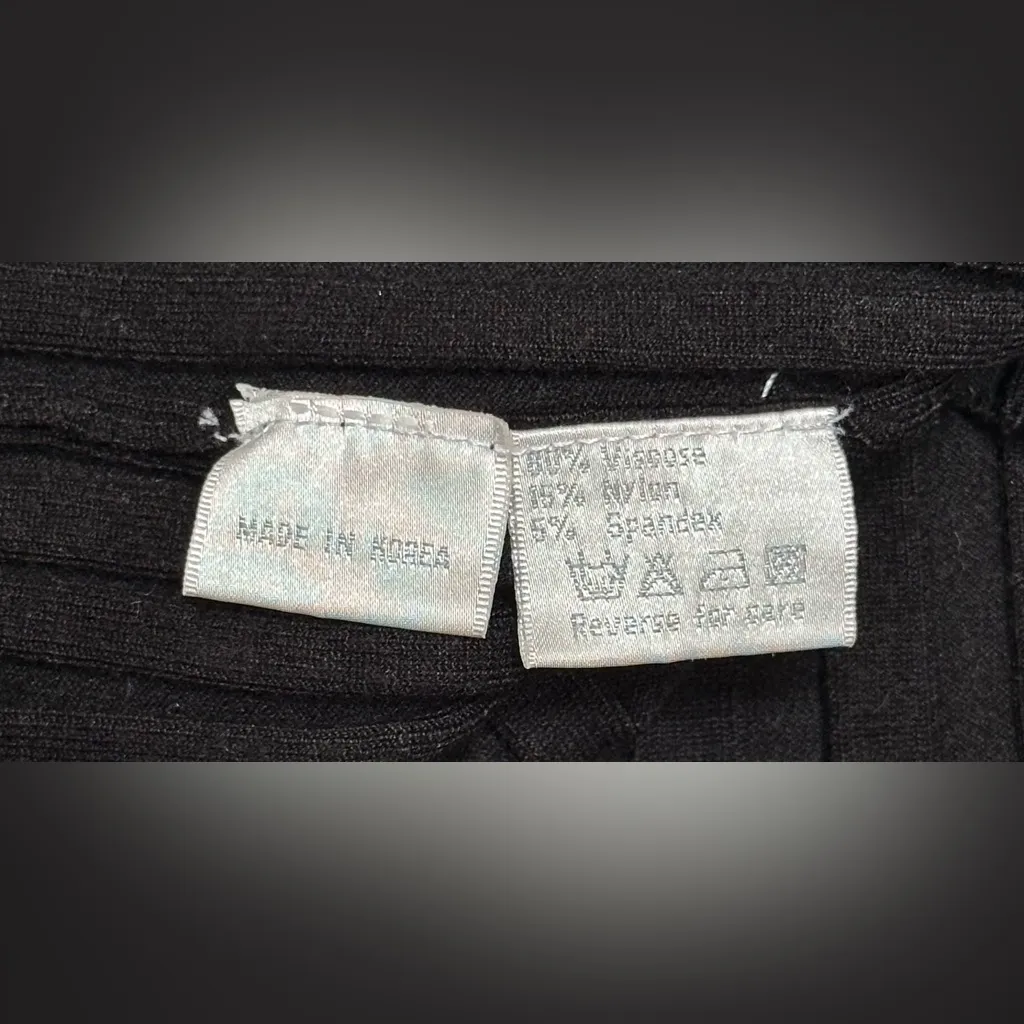 MADE IN KOREA
80% Viscose
15% Nylon
5% Spandex
Reverse for care